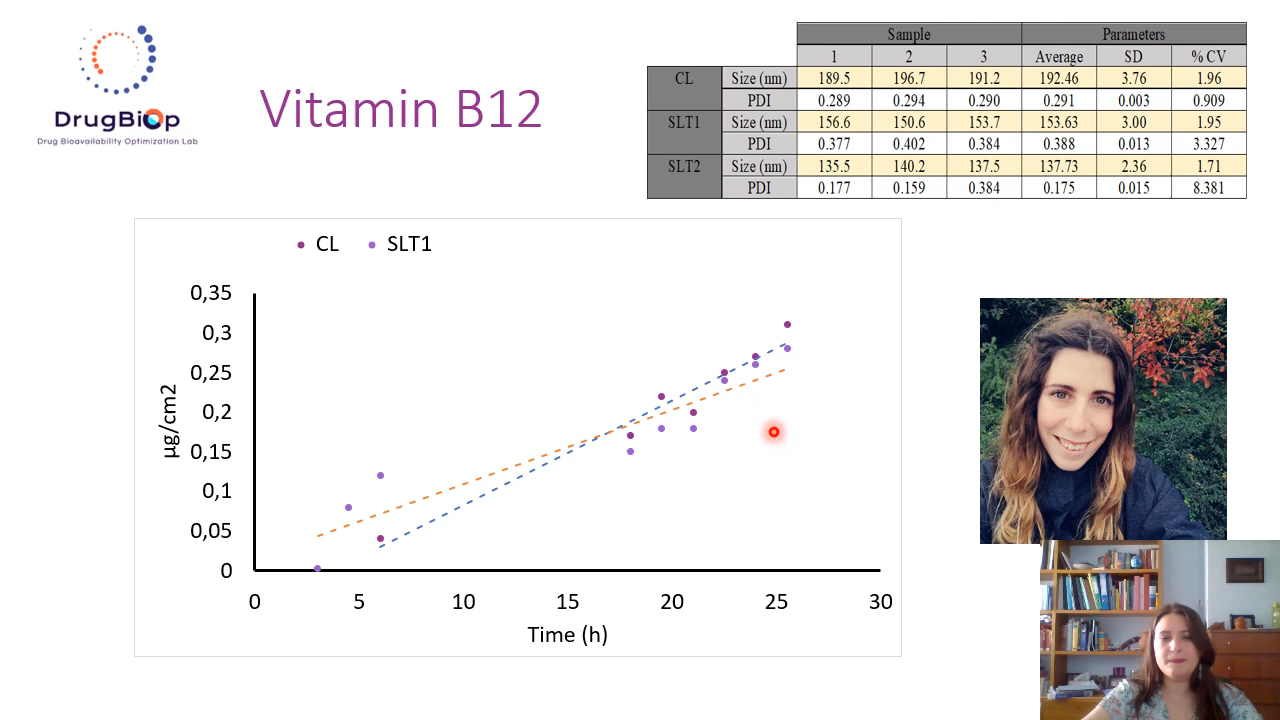 DrugBiOp
Drug Bioavailability Optimization Lab
Vitamin B12
Sample Parameters
1 2 3 Average SD % CV
CL Size (nm) 189.5 196.7 191.2 192.46 3.76 1.96
PDI 0.289 0.294 0.290 0.291 0.003 0.909
SLT1 Size (nm) 156.6 150.6 153.7 153.63 3.00 1.95
PDI 0.377 0.402 0.384 0.388 0.013 3.327
SLT2 Size (nm) 135.5 140.2 137.5 137.73 2.36 1.71
PDI 0.177 0.159 0.384 0.175 0.015 8.381
CL SLT1
0,35
0,3
0,25
0,2
0,15
0,1
0,05
0
µg/cm2
0 5 10 15 20 25 30
Time (h)